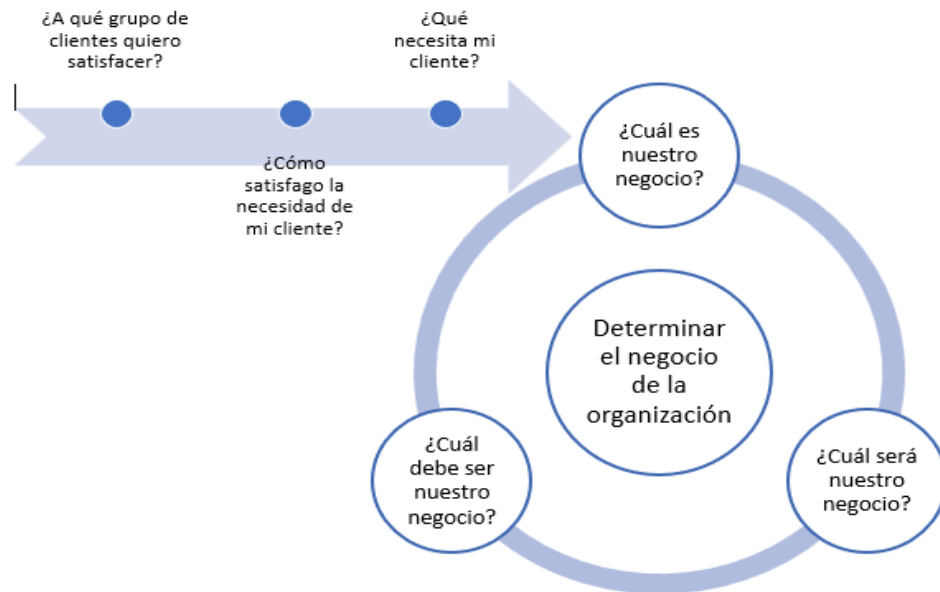 ¿A qué grupo de
clientes quiero
satisfacer?
¿Cómo
satisfago la
necesidad de
mi cliente?
¿Qué
necesita mi
cliente?
¿Cuál es
nuestro
negocio?
Determinar
el negocio
de la
organización
¿Cuál será
nuestro
negocio?
¿Cuál
debe ser
nuestro
negocio?